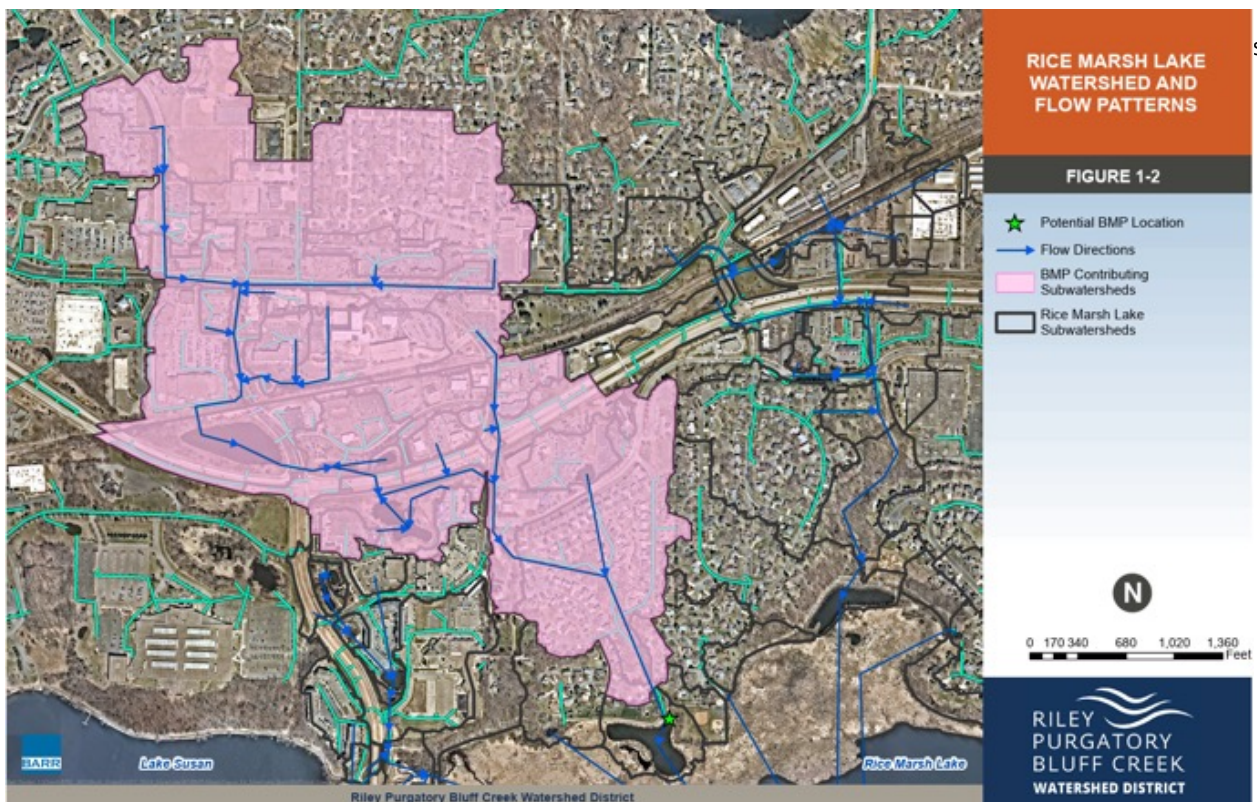 RICE MARSH LAKE
WATERSHED AND
FLOW PATTERNS
S
FIGURE 1-2
Potential BMP Location
Flow Directions
BMP Contributing
Subwatersheds
Rice Marsh Lake
Subwatersheds
N
0 170 340 680 1,020 1,360
Feet
BARR
Lake Susan
Rice Marsh Lake
Riley Purgatory Bluff Creek Watershed District
RILEY
PURGATORY
BLUFF CREEK
WATERSHED DISTRICT